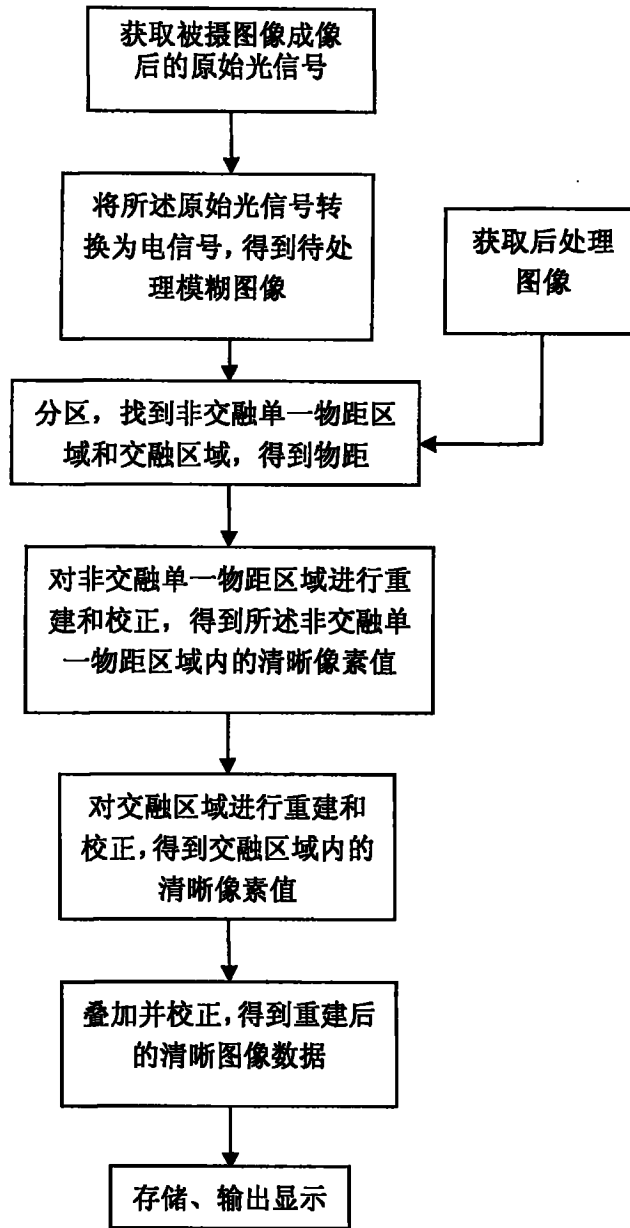 获取被摄图像成像
后的原始光信号
将所述原始光信号转
换为电信号，得到待处
理模糊图像
获取后处理
图像
分区，找到非交融单一物距区
域和交融区域，得到物距
对非交融单一物距区域进行重
建和校正，得到所述非交融单
一物距区域内的清晰像素值
对交融区域进行重建和
校正，得到交融区域内的
清晰像素值
叠加并校正，得到重建后
的清晰图像数据
存储、输出显示